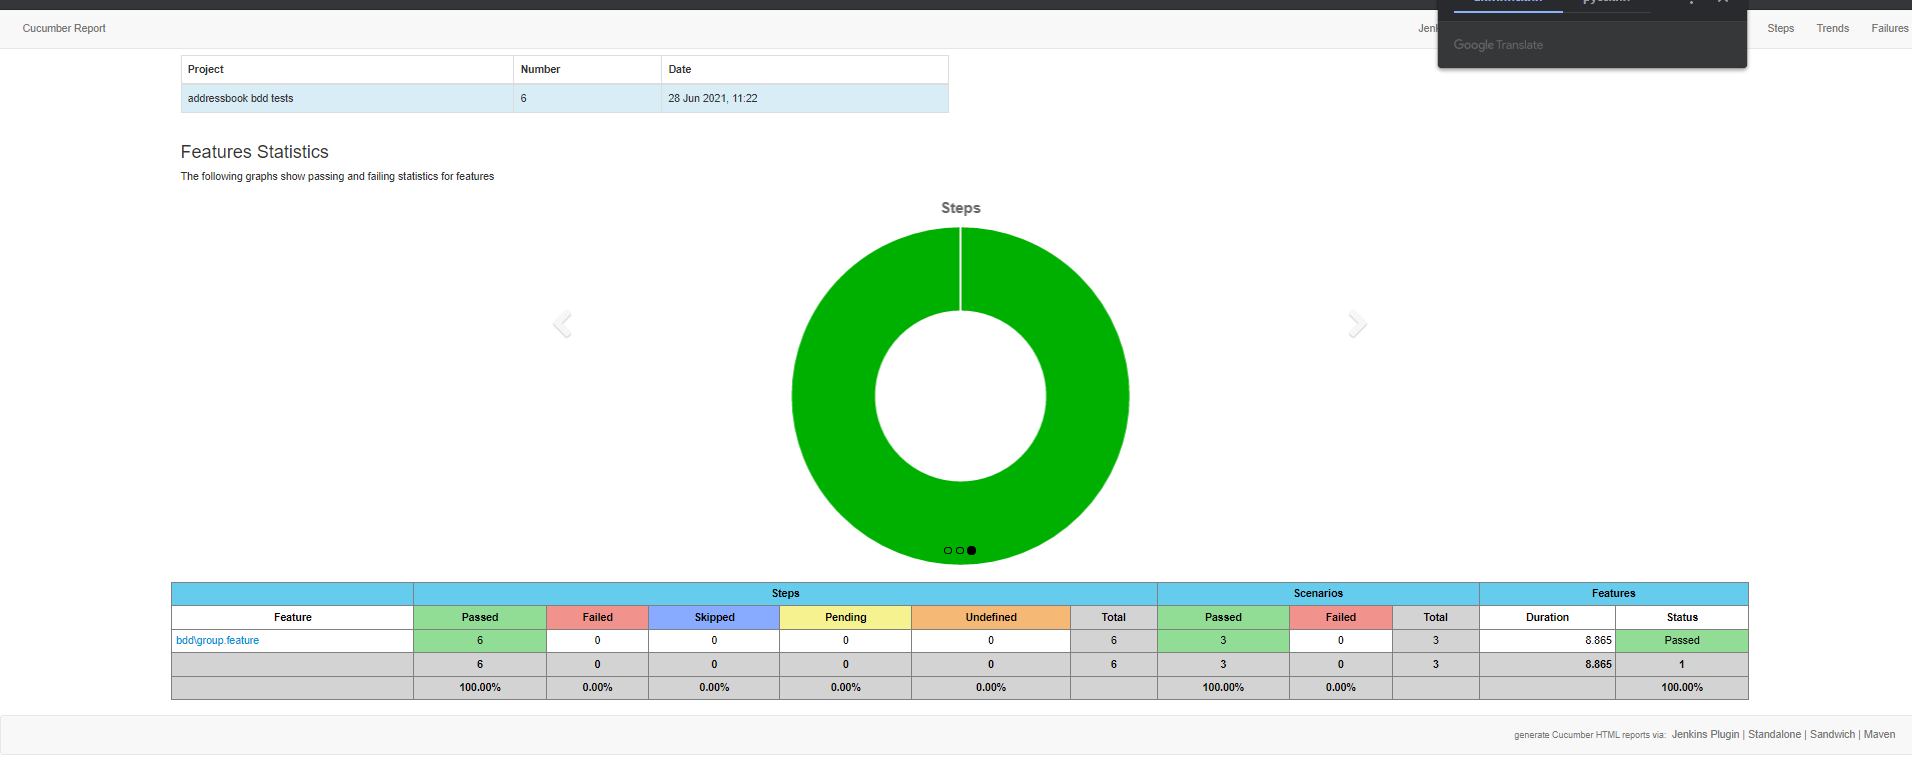 Cucumber Report
Steps Trends Failures
Google Translate
Project Number Date
addressbook bdd tests 6 28 Jun 2021, 11:22
Features Statistics
The following graphs show passing and failing statistics for features
Steps
Steps Scenarios Features
Feature Passed Failed Skipped Pending Undefined Total Passed Failed Total Duration Status
bdd\group.feature 6 0 0 0 0 6 3 0 3 8.865 Passed
6 0 0 0 0 6 3 0 3 8.865 1
100.00% 0.00% 0.00% 0.00% 0.00% 100.00% 0.00% 100.00%
generate Cucumber HTML reports via: Jenkins Plugin | Standalone | Sandwich | Maven